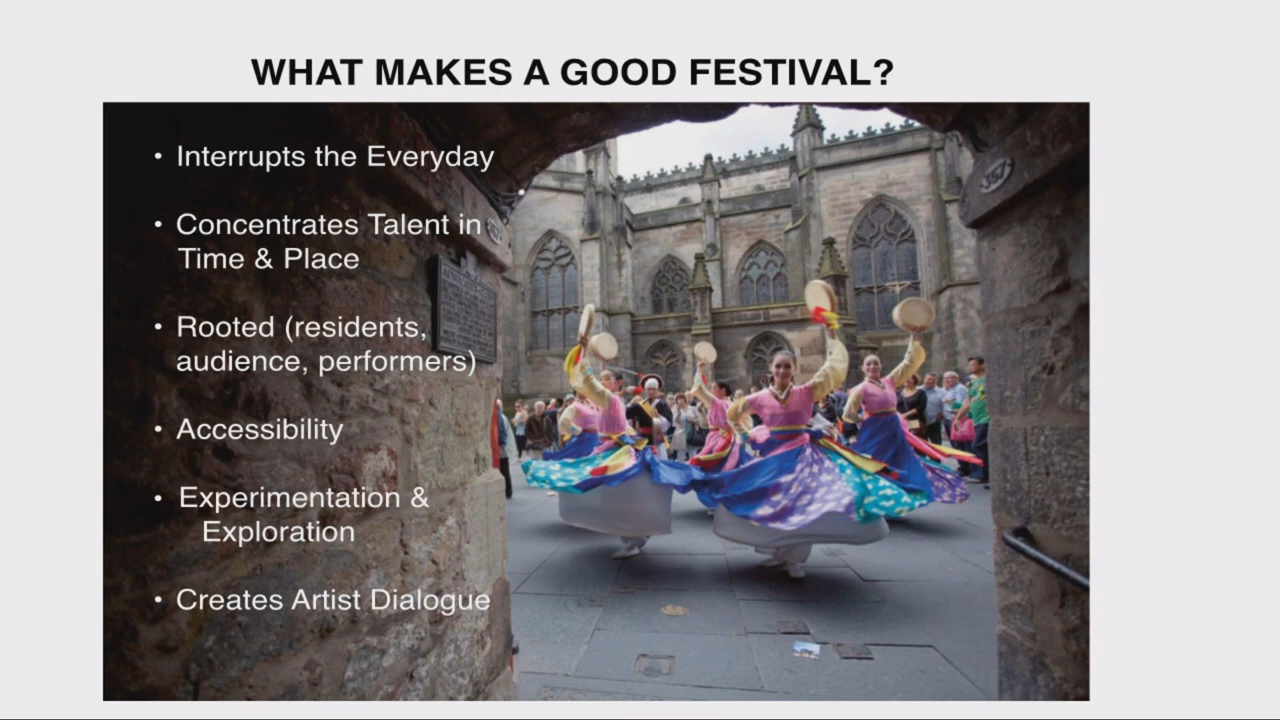 WHAT MAKES A GOOD FESTIVAL?
• Interrupts the Everyday
• Concentrates Talent in
Time & Place
• Rooted (residents,
audience, performers)
• Accessibility
• Experimentation &
Exploration
• Creates Artist Dialogue
357